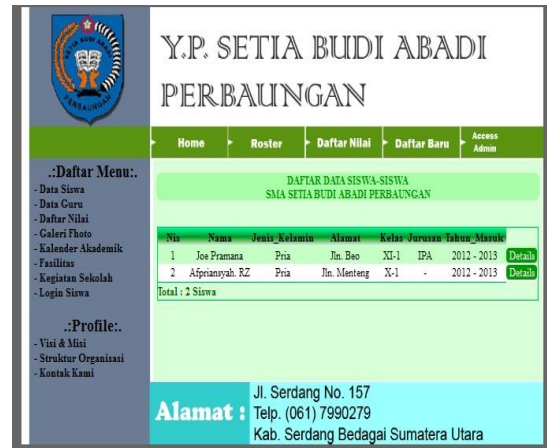 SETIA BUDI ABADI
PERBAUNGAN
Y.P. SETIA BUDI ABADI
PERBAUNGAN
Home Roster Daftar Nilai Daftar Baru Access Admin
.:Daftar Menu:.
- Data Siswa
- Data Guru
- Daftar Nilai
- Galeri Fhoto
- Kalender Akademik
- Fasilitas
- Kegiatan Sekolah
- Login Siswa
.:Profile:.
- Visi & Misi
- Struktur Organisasi
- Kontak Kami
DAFTAR DATA SISWA-SISWA
SMA SETIA BUDI ABADI PERBAUNGAN
Nis Nama Jenis_Kelamin Alamat Kelas Jurusan Tahun_Masuk
1 Joe Pramana Pria Jln. Beo XI-1 IPA 2012 - 2013 Details
2 Afpriansyah. RZ Pria Jln. Menteng X-1 - 2012 - 2013 Details
Total : 2 Siswa
Alamat :
Jl. Serdang No. 157
Telp. (061) 7990279
Kab. Serdang Bedagai Sumatera Utara